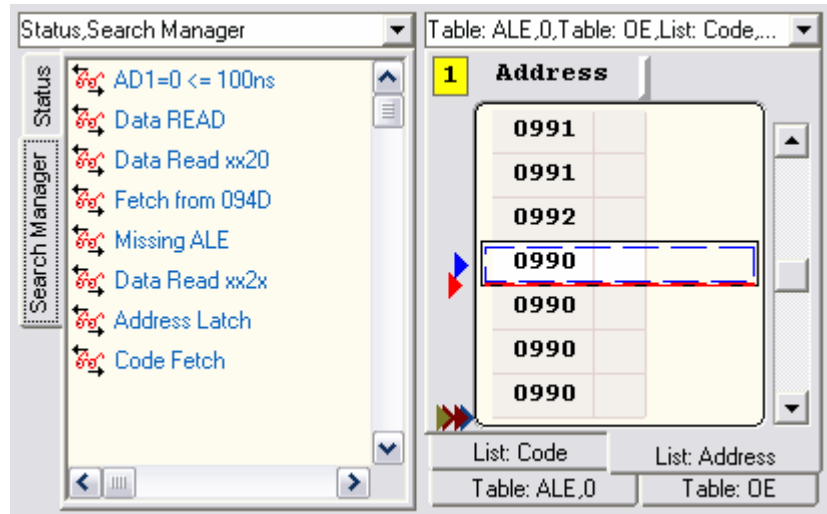 Status,Search Manager
Status
Search Manager
AD1=0 <= 100ns
Data READ
Data Read xx20
Fetch from 094D
Missing ALE
Data Read xx2x
Address Latch
Code Fetch
Table: ALE,0,Table: OE,List: Code,...
1 Address
0991
0991
0992
0990
0990
0990
0990
List: Code List: Address
Table: ALE,0 Table: OE